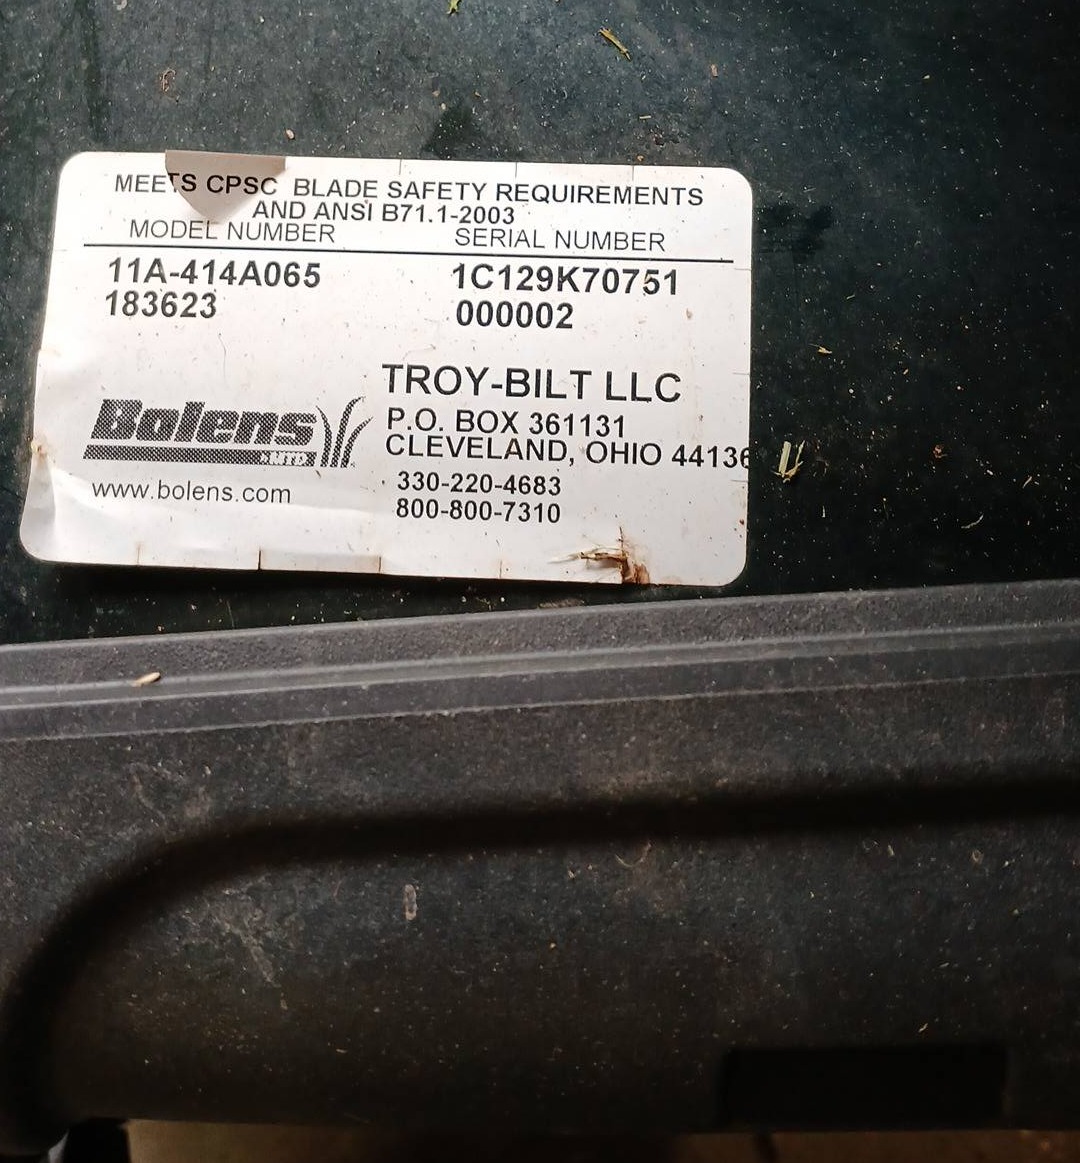 MEETS CPSC BLADE SAFETY REQUIREMENTS
AND ANSI B71.1-2003
MODEL NUMBER SERIAL NUMBER
11A-414A065 1C129K70751
183623 000002
TROY-BILT LLC
P.O. BOX 361131
CLEVELAND, OHIO 44136
330-220-4683
800-800-7310
Bolens
MTD
www.bolens.com